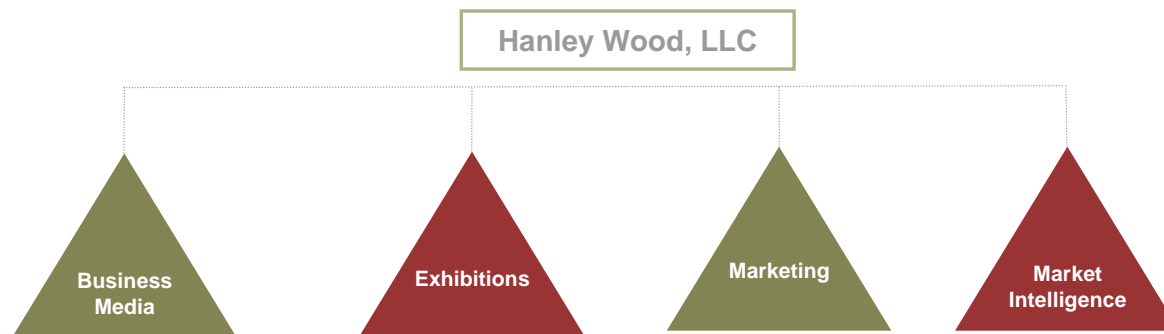 Hanley Wood, LLC
Business
Media
Exhibitions
Marketing
Market
Intelligence